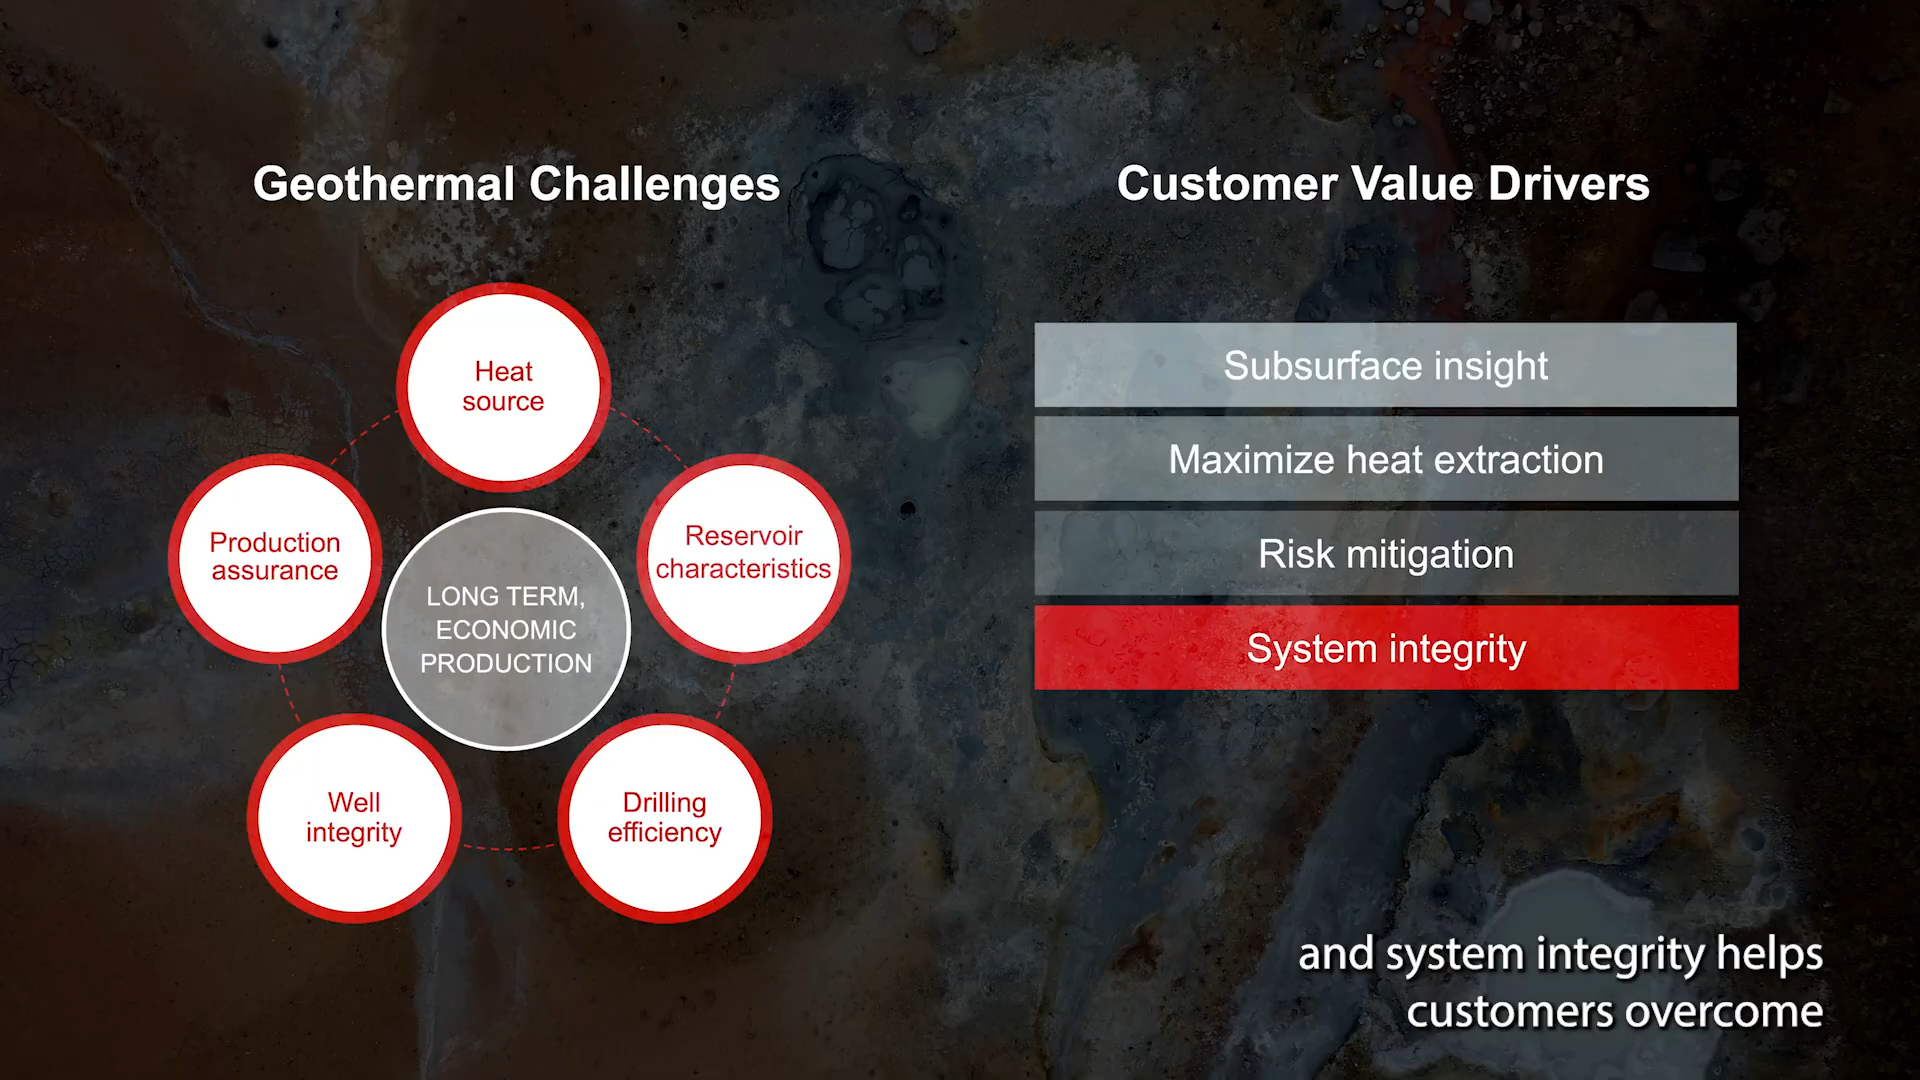 Geothermal Challenges
Heat
source
Production
assurance
Reservoir
characteristics
LONG TERM,
ECONOMIC
PRODUCTION
Well
integrity
Drilling
efficiency
Customer Value Drivers
Subsurface insight
Maximize heat extraction
Risk mitigation
System integrity
and system integrity helps
customers overcome